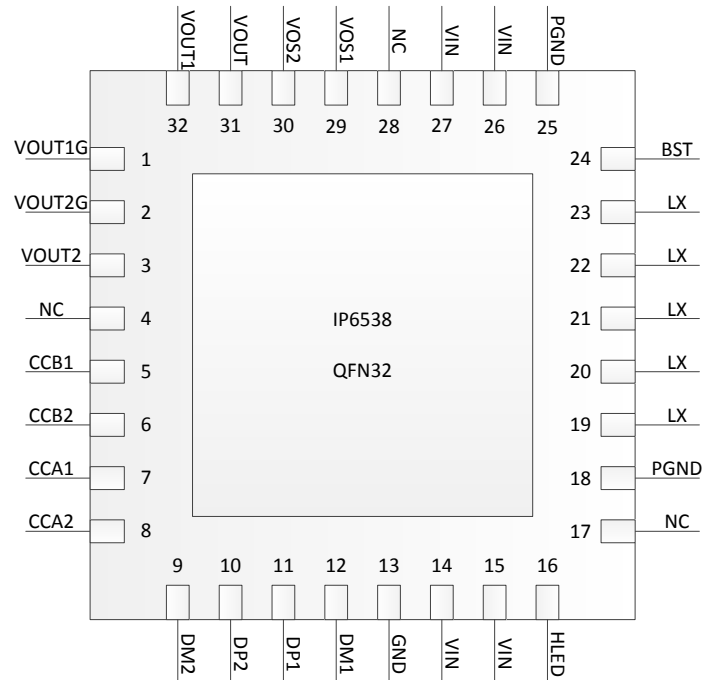 VOUT1
VOUT
VOS2
VOS1
NC
VIN
VIN
PGND
32
31
30
29
28
27
26
25
VOUT1G
1
VOUT2G
2
VOUT2
3
NC
4
CCB1
5
CCB2
6
CCA1
7
CCA2
8
IP6538
QFN32
24
BST
23
LX
22
LX
21
LX
20
LX
19
LX
18
PGND
17
NC
9
10
11
12
13
14
15
16
DM2
DP2
DP1
DM1
GND
VIN
VIN
HLED